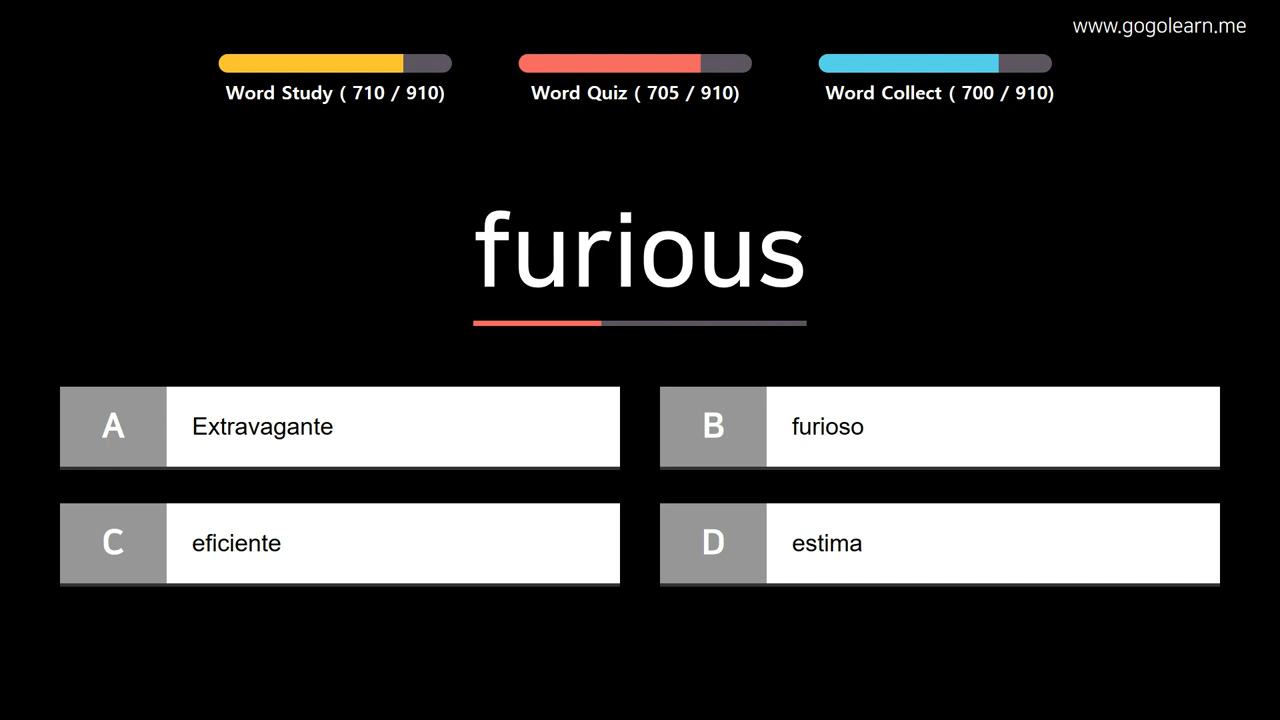 www.gogolearn.me
Word Study ( 710 / 910)
Word Quiz ( 705 / 910)
Word Collect ( 700 / 910)
furious
A Extravagante
B furioso
C eficiente
D estima